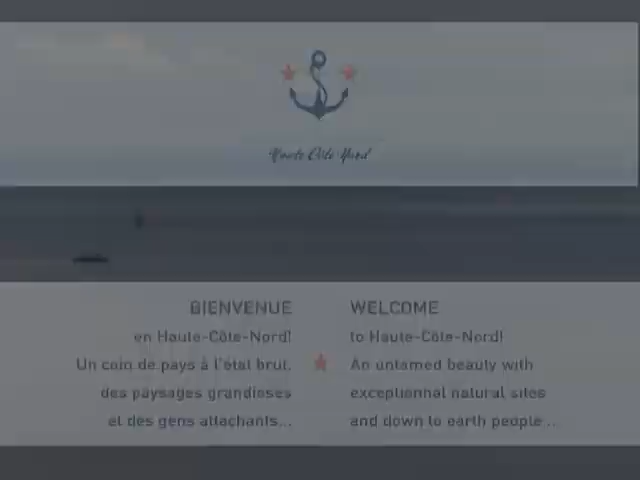 Haute Côte Nord
BIENVENUE
en Haute-Côte-Nord!
Un coin de pays à l'état brut,
des paysages grandioses
et des gens attachants...
WELCOME
to Haute-Côte-Nord!
An untamed beauty with
exceptionnal natural sites
and down to earth people...